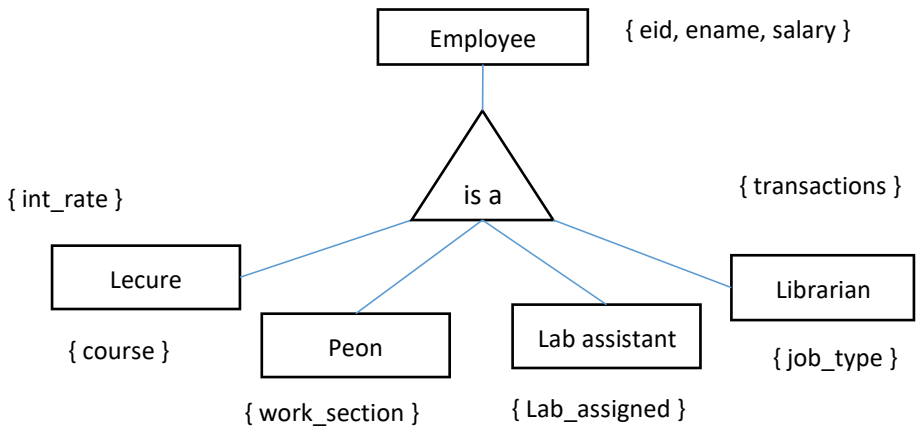 Employee
{ eid, ename, salary }
is a
{ int_rate }
{ transactions }
Lecure
Peon
Lab assistant
Librarian
{ course }
{ work_section }
{ Lab_assigned }
{ job_type }